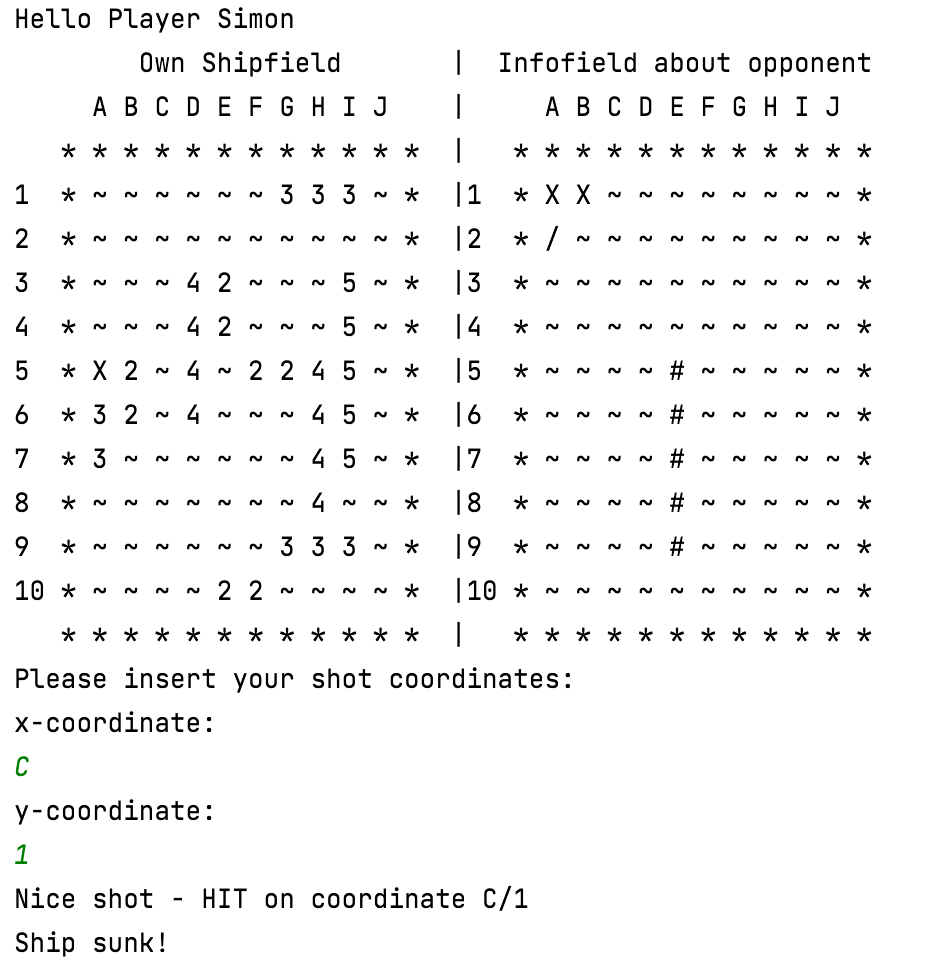 Hello Player Simon
        Own Shipfield       |  Infofield about opponent
     A B C D E F G H I J    |     A B C D E F G H I J
   * * * * * * * * * * * *  |   * * * * * * * * * * * *
1  * ~ ~ ~ ~ ~ ~ 3 3 3 ~ *  |1  * X X ~ ~ ~ ~ ~ ~ ~ ~ *
2  * ~ ~ ~ ~ ~ ~ ~ ~ ~ ~ *  |2  * / ~ ~ ~ ~ ~ ~ ~ ~ ~ *
3  * ~ ~ ~ 4 2 ~ ~ ~ 5 ~ *  |3  * ~ ~ ~ ~ ~ ~ ~ ~ ~ ~ *
4  * ~ ~ ~ 4 2 ~ ~ ~ 5 ~ *  |4  * ~ ~ ~ ~ ~ ~ ~ ~ ~ ~ *
5  * X 2 ~ 4 ~ 2 2 4 5 ~ *  |5  * ~ ~ ~ ~ # ~ ~ ~ ~ ~ *
6  * 3 2 ~ 4 ~ ~ ~ 4 5 ~ *  |6  * ~ ~ ~ ~ # ~ ~ ~ ~ ~ *
7  * 3 ~ ~ ~ ~ ~ ~ 4 5 ~ *  |7  * ~ ~ ~ ~ # ~ ~ ~ ~ ~ *
8  * ~ ~ ~ ~ ~ ~ ~ 4 ~ ~ *  |8  * ~ ~ ~ ~ # ~ ~ ~ ~ ~ *
9  * ~ ~ ~ ~ ~ ~ 3 3 3 ~ *  |9  * ~ ~ ~ ~ # ~ ~ ~ ~ ~ *
10 * ~ ~ ~ ~ 2 2 ~ ~ ~ ~ *  |10 * ~ ~ ~ ~ ~ ~ ~ ~ ~ ~ *
   * * * * * * * * * * * *  |   * * * * * * * * * * * *
Please insert your shot coordinates:
x-coordinate:
C
y-coordinate:
1
Nice shot - HIT on coordinate C/1
Ship sunk!